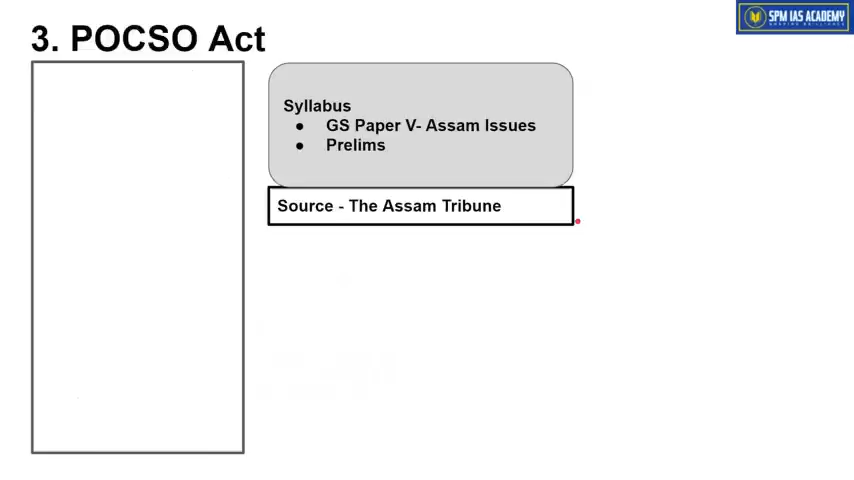 3. POCSO Act
SPM IAS ACADEMY
Syllabus
● GS Paper V- Assam Issues
● Prelims
Source - The Assam Tribune